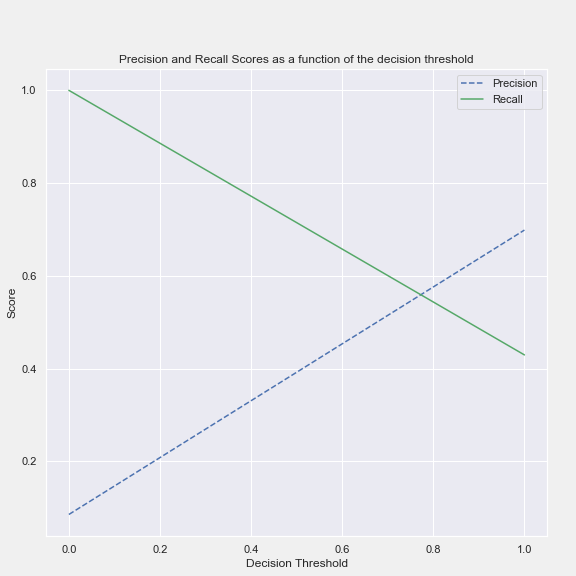 Precision and Recall Scores as a function of the decision threshold
Precision
Recall
1.0
0.8
0.6
0.4
0.2
Score
0.0 0.2 0.4 0.6 0.8 1.0
Decision Threshold